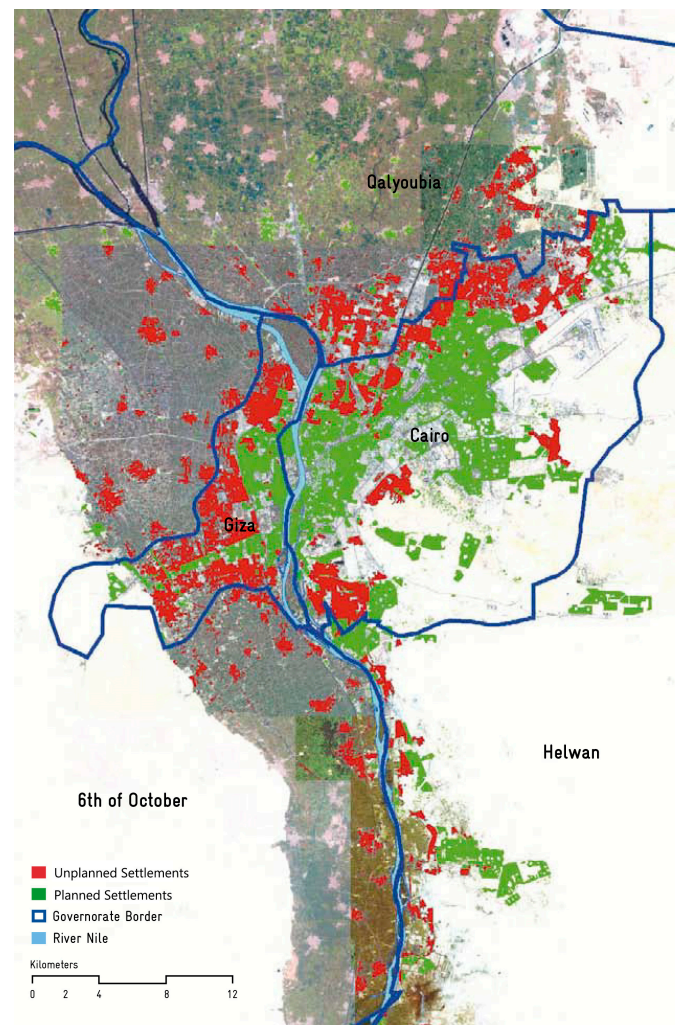 Qalyoubia
Cairo
Giza
Helwan
6th of October
Unplanned Settlements
Planned Settlements
Governorate Border
River Nile
Kilometers
0 2 4 8 12